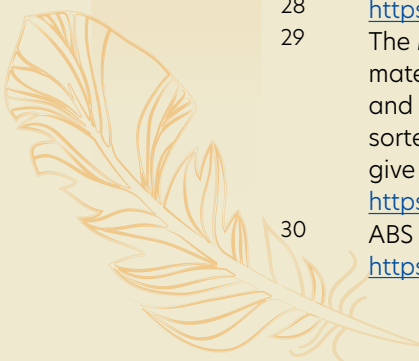 28 https
29 The
mate
and
sorte
give
https
30 ABS
https